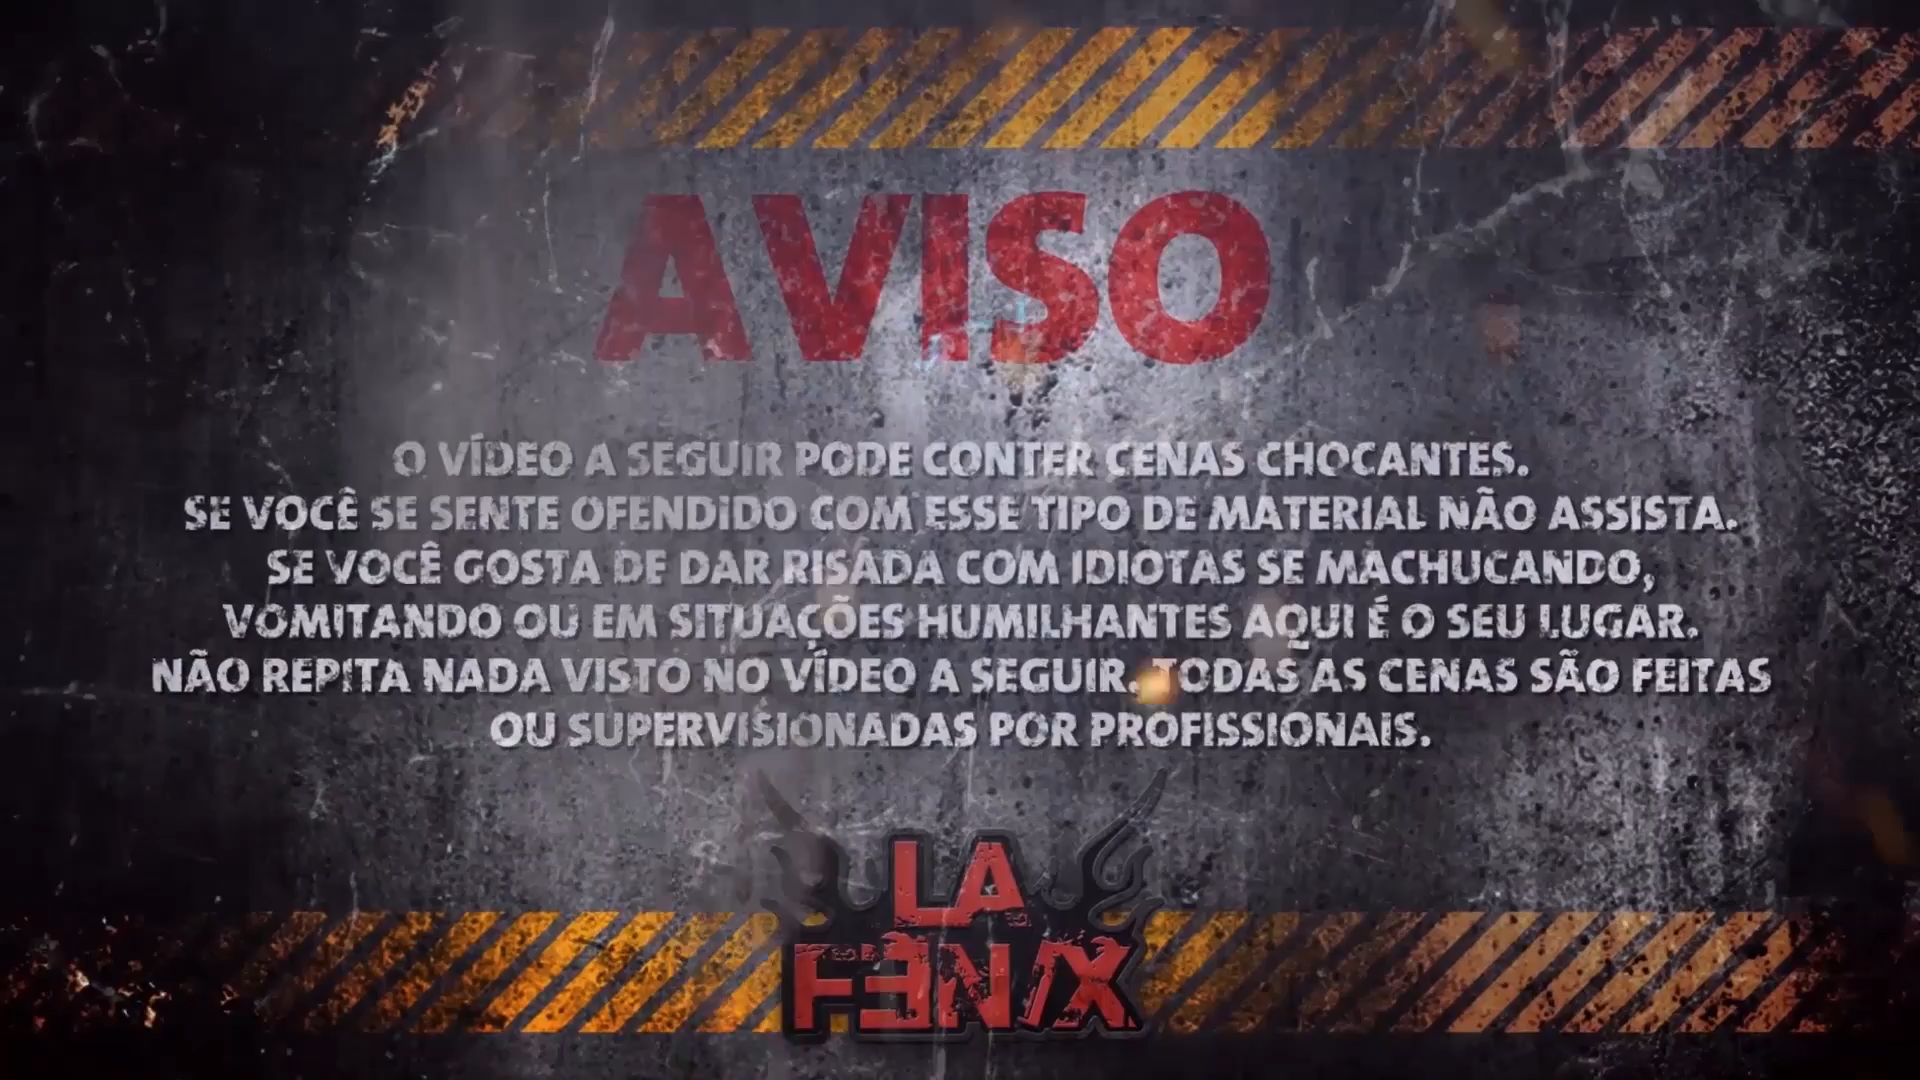 AVISO
O VÍDEO A SEGUIR PODE CONTER CENAS CHOCANTES.
SE VOCÊ SE SENTE OFENDIDO COM ESSE TIPO DE MATERIAL NÃO ASSISTA.
SE VOCÊ GOSTA DE DAR RISADA COM IDIOTAS SE MACHUCANDO,
VOMITANDO OU EM SITUAÇÕES HUMILHANTES AQUI É O SEU LUGAR.
NÃO REPITA NADA VISTO NO VÍDEO A SEGUIR. TODAS AS CENAS SÃO FEITAS
OU SUPERVISIONADAS POR PROFISSIONAIS.
LA
FENIX